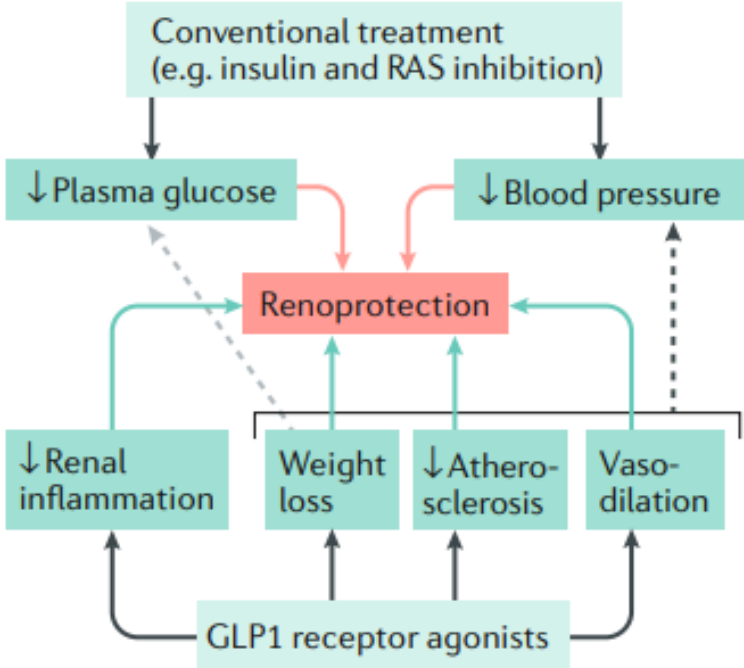 Conventional treatment
(e.g. insulin and RAS inhibition)
↓Plasma glucose
↓Blood pressure
Renoprotection
↓Renal
inflammation
Weight
loss
↓Athero-
sclerosis
Vaso-
dilation
GLP1 receptor agonists